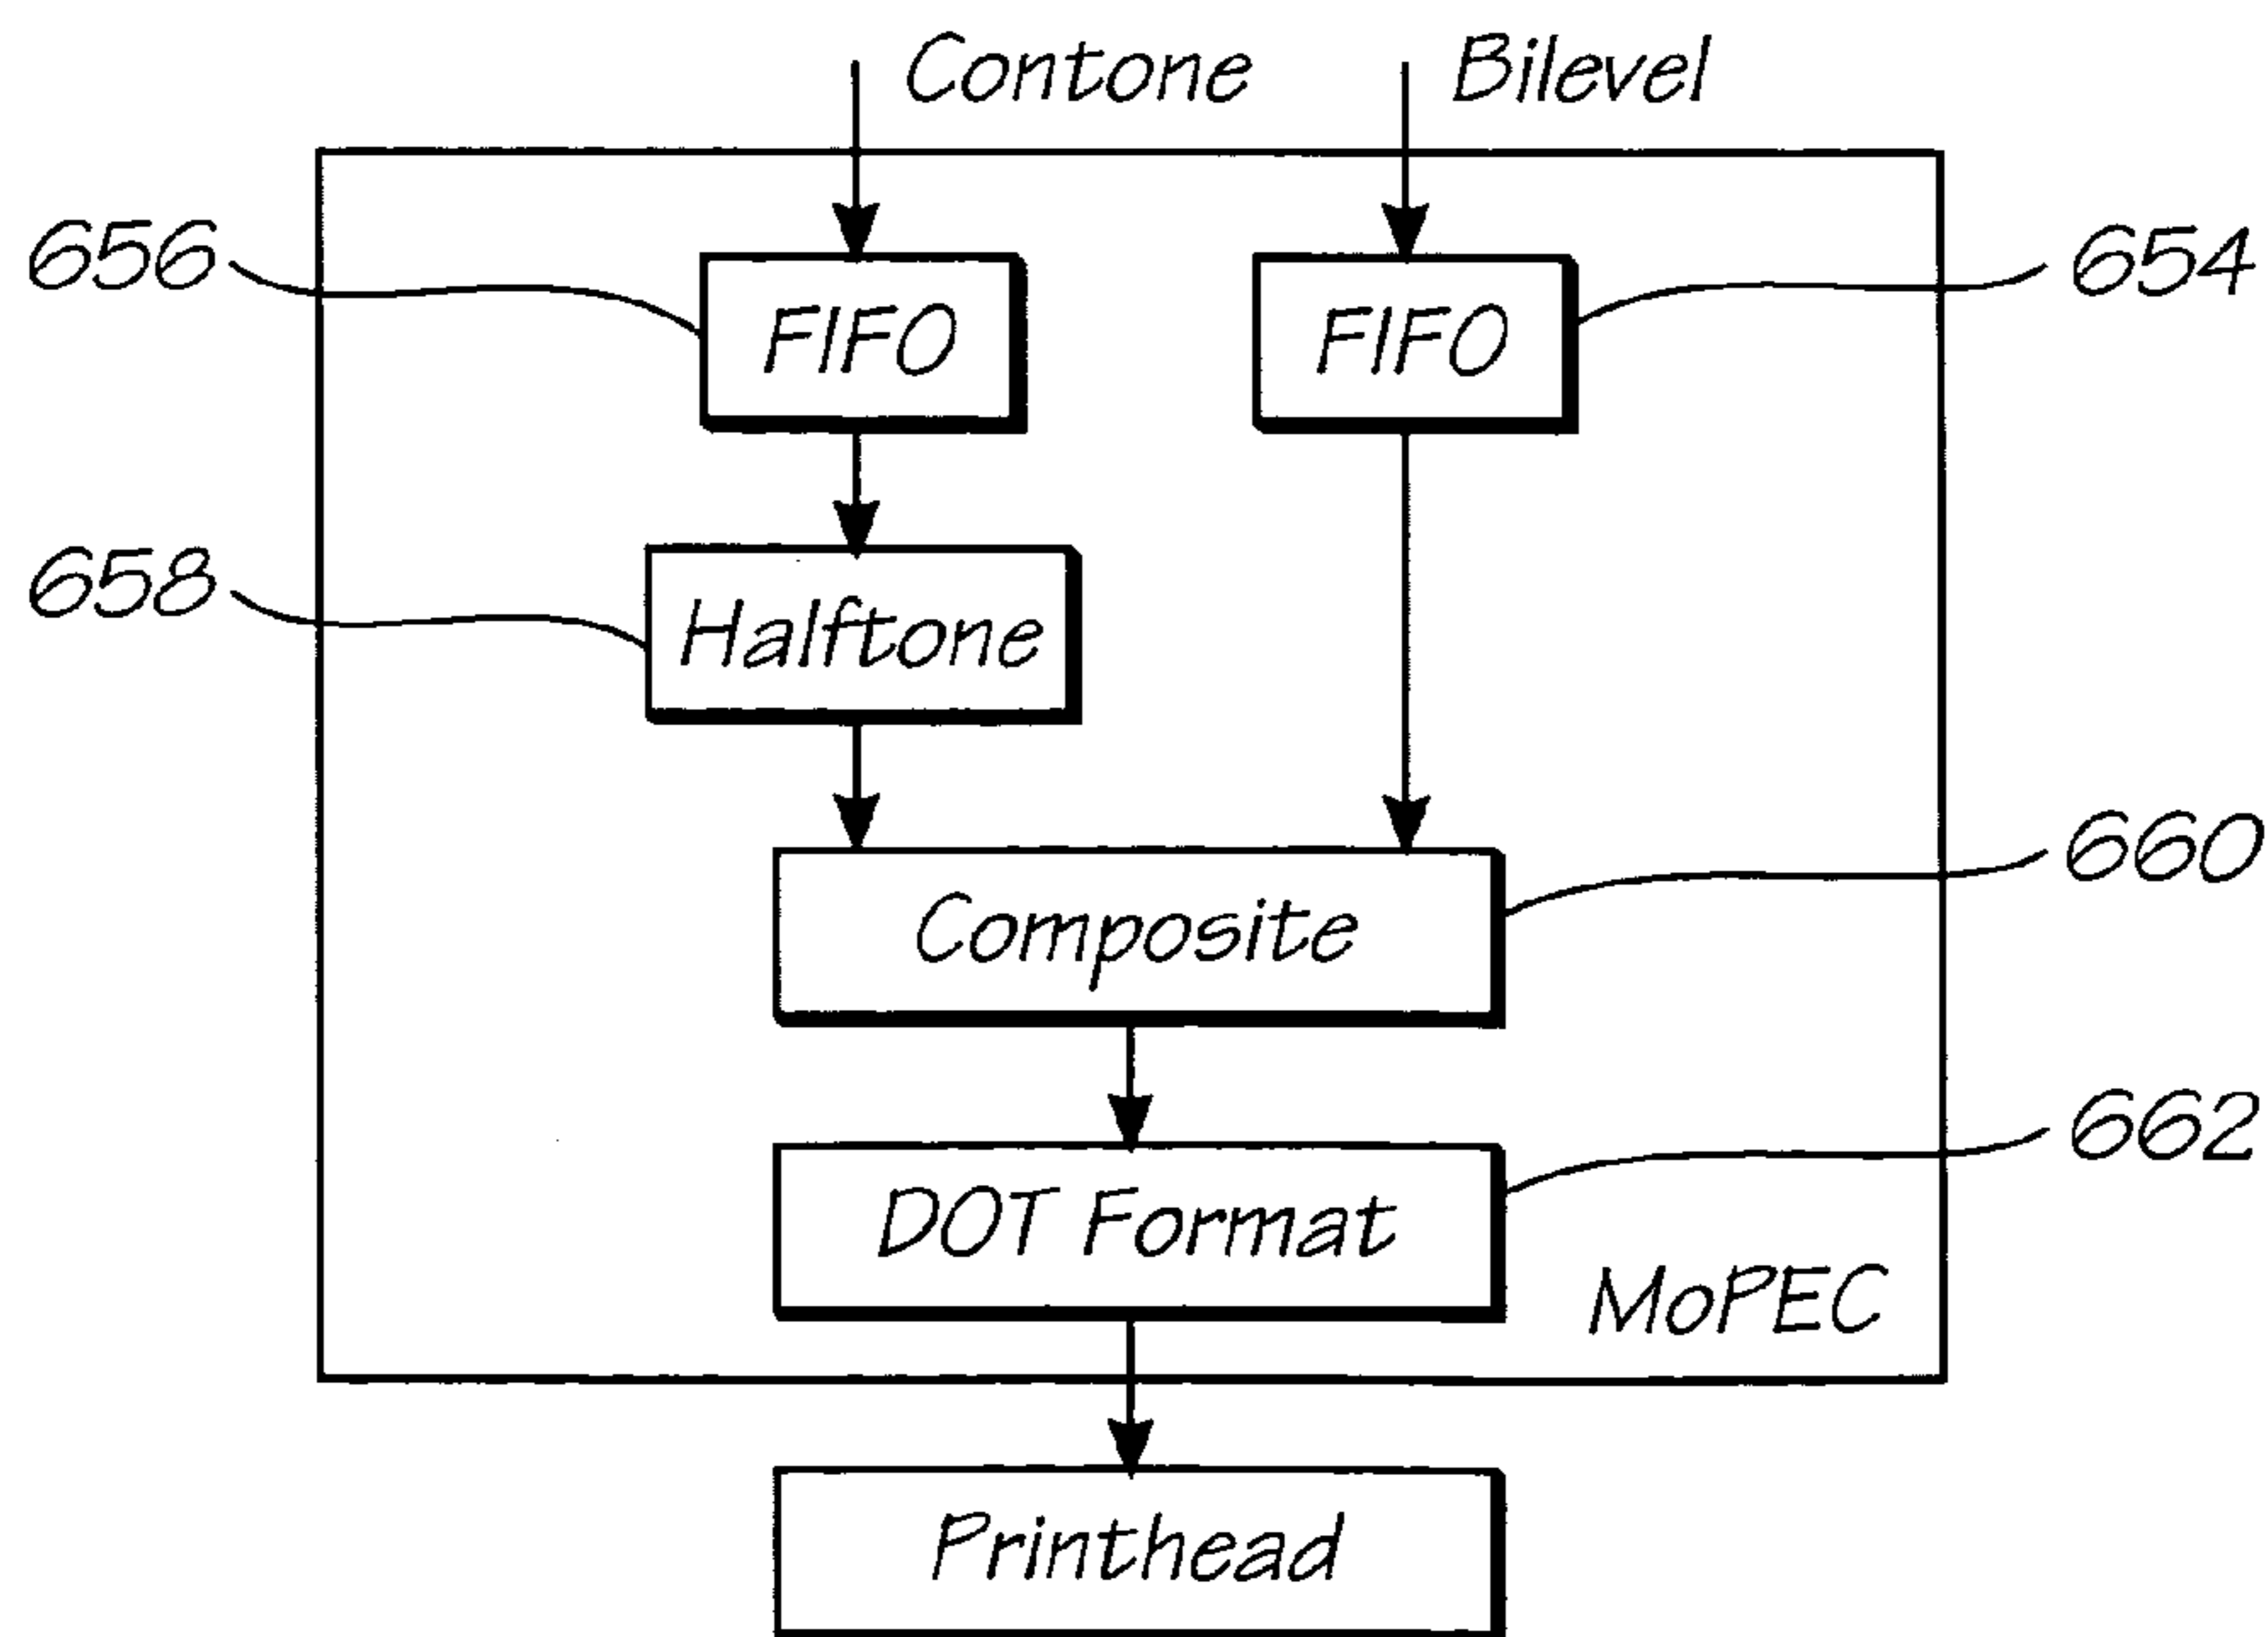 Contone Bilevel
656
FIFO
FIFO
654
658
Halftone
660
Composite
662
DOT Format
MoPEC
Printhead